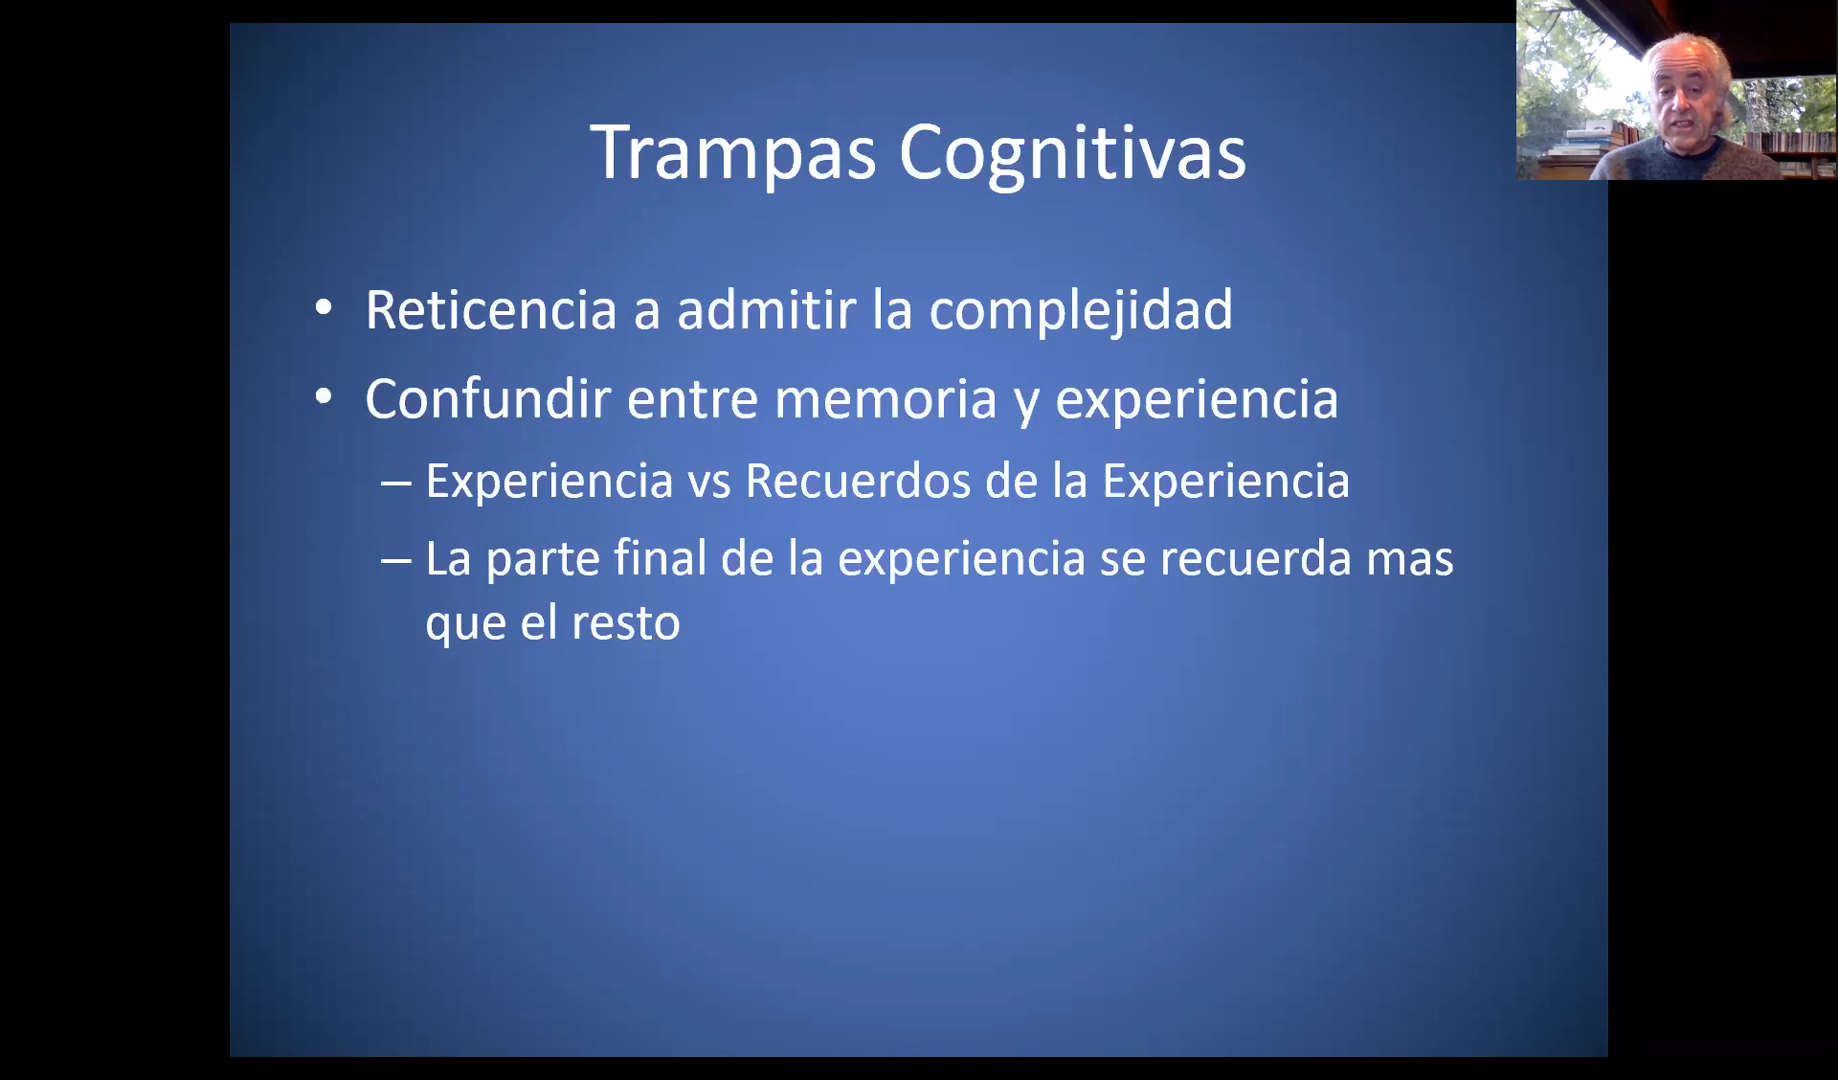 Trampas Cognitivas
• Reticencia a admitir la complejidad
• Confundir entre memoria y experiencia
– Experiencia vs Recuerdos de la Experiencia
– La parte final de la experiencia se recuerda mas
que el resto